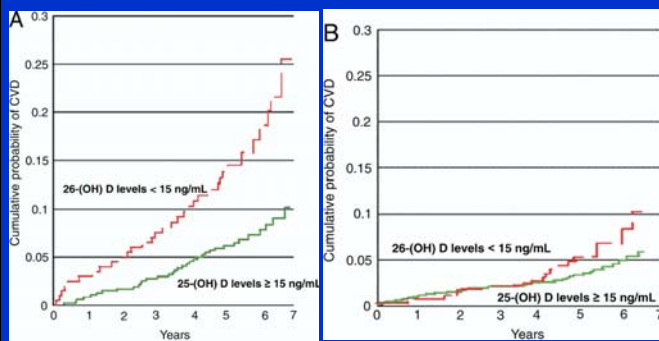 A
Cumulative probability of CVD
0.3
0.25
0.2
0.15
0.1
0.05
0
26-(OH) D levels < 15 ng/mL
25-(OH) D levels ≥ 15 ng/mL
0 1 2 3 4 5 6 7
Years
B
Cumulative probability of CVD
0.3
0.2
0.15
0.1
0.05
0
26-(OH) D levels < 15 ng/mL
25-(OH) D levels ≥ 15 ng/mL
0 1 2 3 4 5 6 7
Years